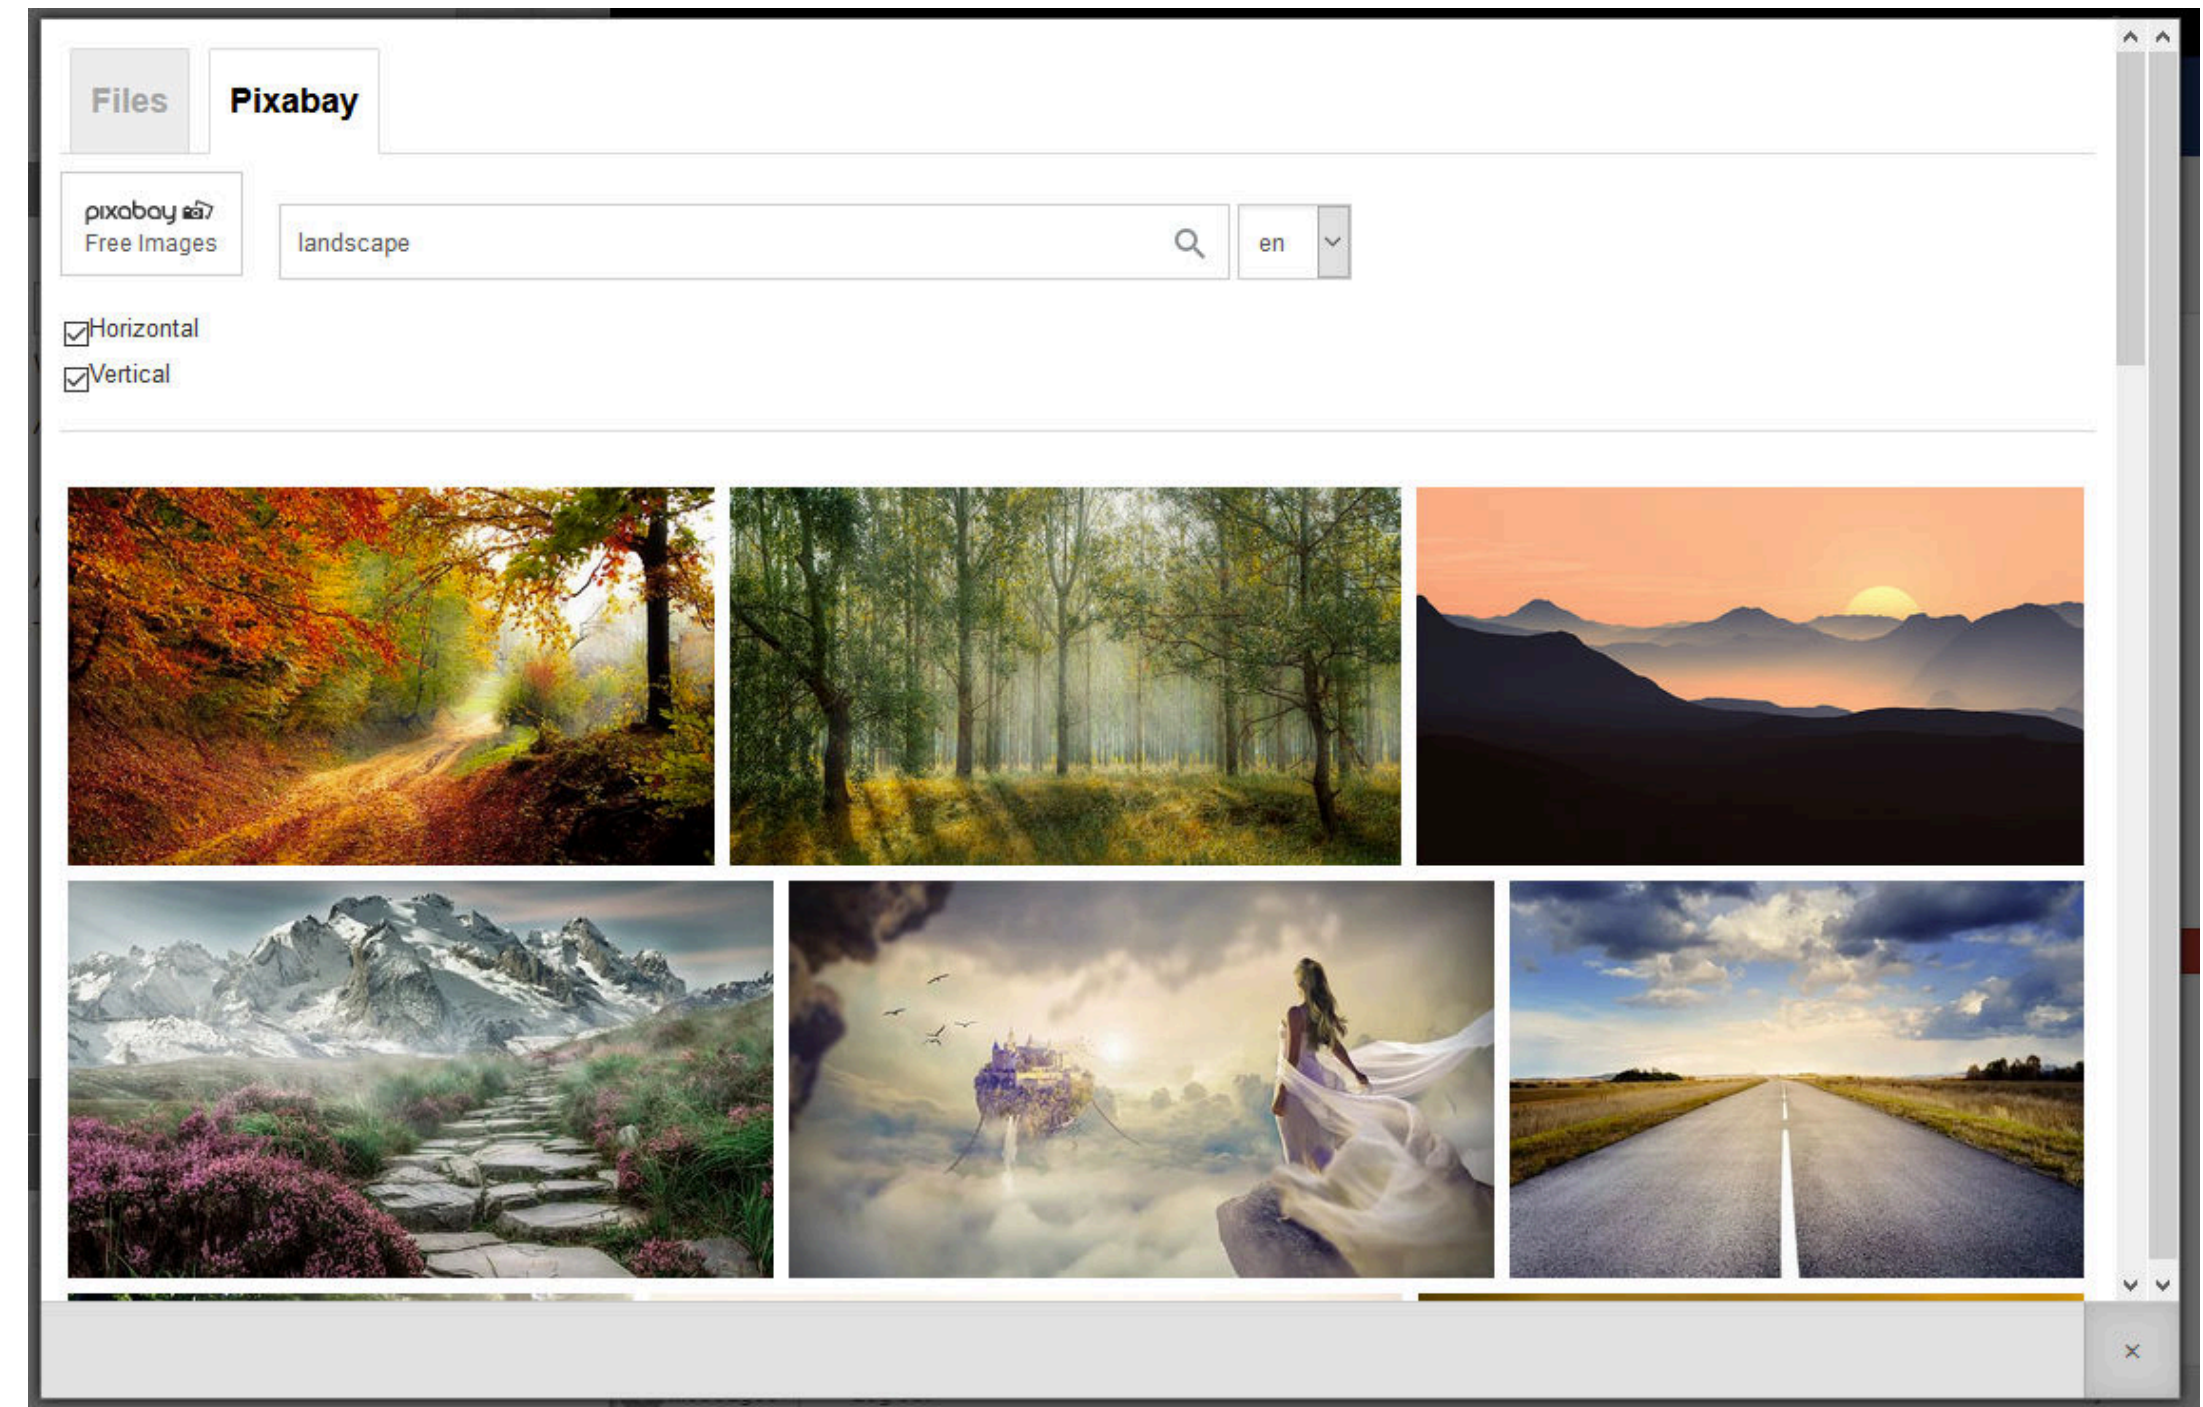 Files
Pixabay
pixabay
Free Images
landscape
en
Horizontal
Vertical